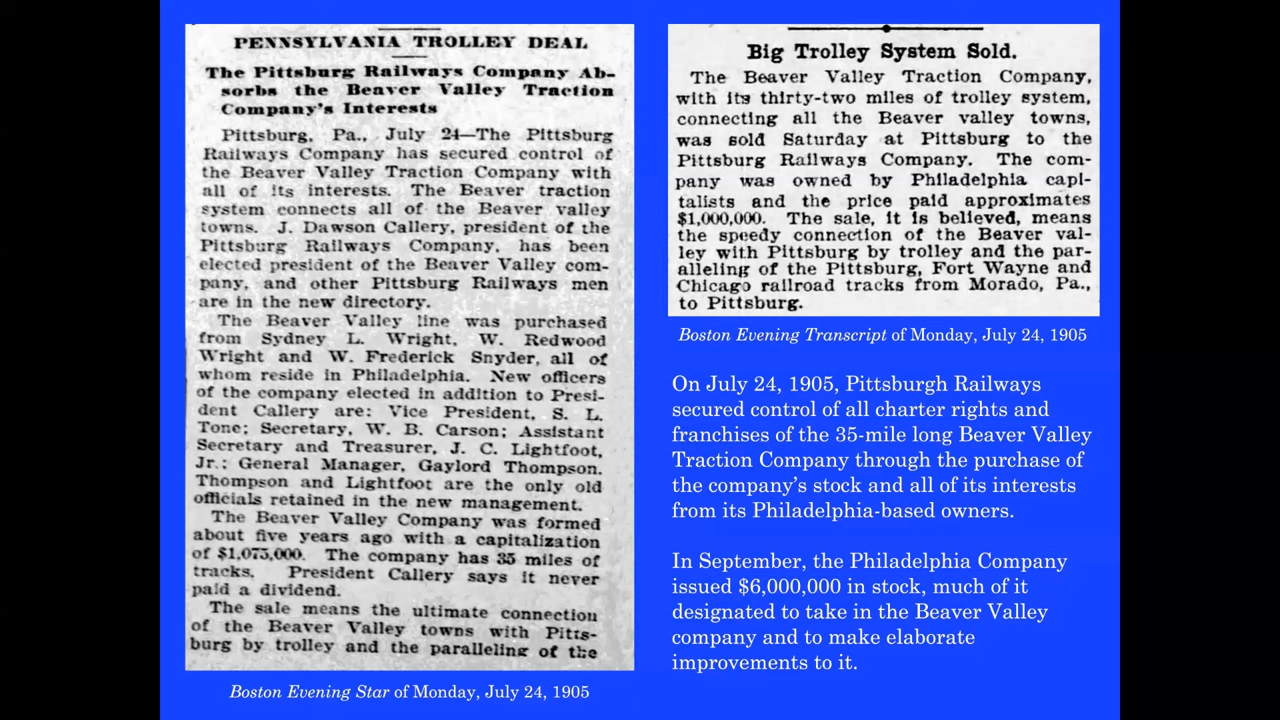 PENNSYLVANIA TROLLEY DEAL
The Pittsburg Railways Company Ab-
sorbs the Beaver Valley Traction
Company's Interests
Pittsburg, Pa., July 24—The Pittsburg
Railways Company has secured control of
the Beaver Valley Traction Company with
all of its interests. The Beaver traction
system connects all of the Beaver valley
towns. J. Dawson Callery, president of the
Pittsburg Railways Company, has been
elected president of the Beaver Valley com-
pany, and other Pittsburg Railways men
are in the new directory.
The Beaver Valley line was purchased
from Sydney L. Wright, W. Redwood
Wright and W. Frederick Snyder, all of
whom reside in Philadelphia. New officers
of the company elected in addition to Presi-
dent Callery are: Vice President, S. L.
Tone; Secretary, W. B. Carson; Assistant
Secretary and Treasurer, J. C. Lightfoot,
Jr.; General Manager, Gaylord Thompson.
Thompson and Lightfoot are the only old
officials retained in the new management.
The Beaver Valley Company was formed
about five years ago with a capitalization
of $1,075,000. The company has 35 miles of
tracks. President Callery says it never
paid a dividend.
The sale means the ultimate connection
of the Beaver Valley towns with Pitts-
burg by trolley and the paralleling of the
Boston Evening Star of Monday, July 24, 1905
Big Trolley System Sold.
The Beaver Valley Traction Company,
with its thirty-two miles of trolley system,
connecting all the Beaver valley towns,
was sold Saturday at Pittsburg to the
Pittsburg Railways Company. The com-
pany was owned by Philadelphia capi-
talists and the price paid approximates
$1,000,000. The sale, it is believed, means
the speedy connection of the Beaver val-
ley with Pittsburg by trolley and the par-
alleling of the Pittsburg, Fort Wayne and
Chicago railroad tracks from Morado, Pa.,
to Pittsburg.
Boston Evening Transcript of Monday, July 24, 1905
On July 24, 1905, Pittsburgh Railways
secured control of all charter rights and
franchises of the 35-mile long Beaver Valley
Traction Company through the purchase of
the company's stock and all of its interests
from its Philadelphia-based owners.
In September, the Philadelphia Company
issued $6,000,000 in stock, much of it
designated to take in the Beaver Valley
company and to make elaborate
improvements to it.